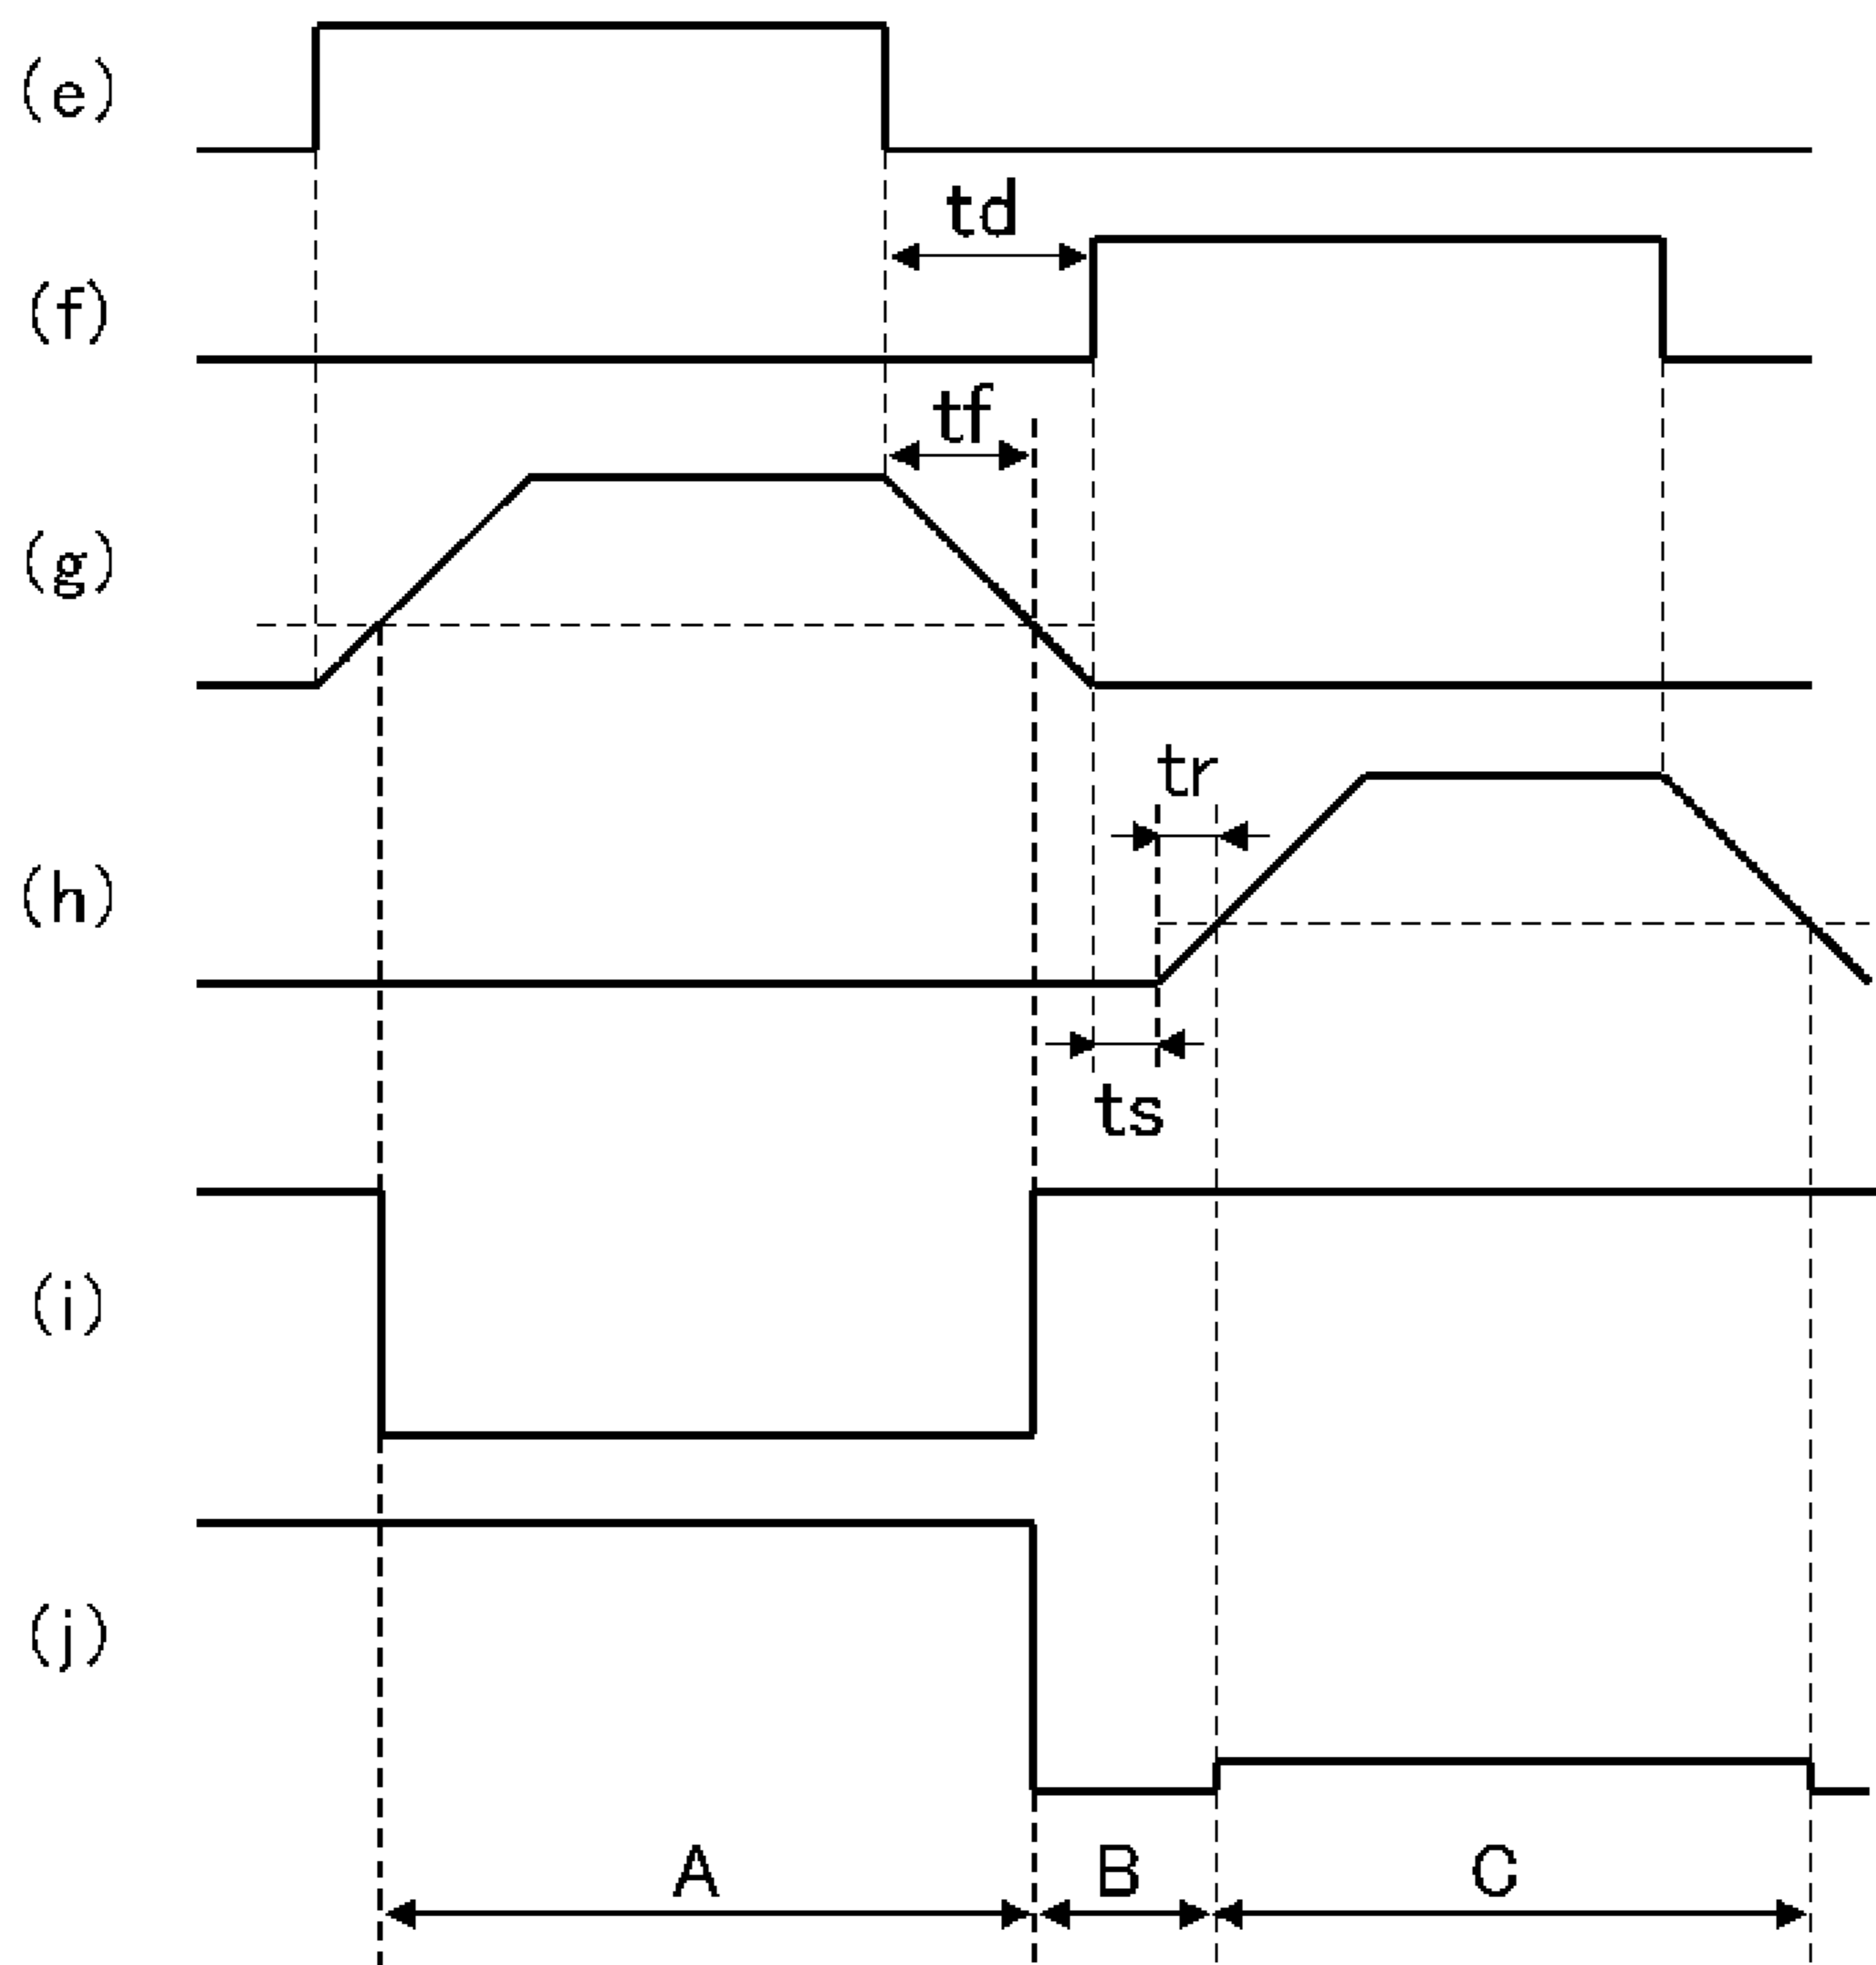 (e)
td
(f)
tf
(g)
tr
(h)
ts
(i)
(j)
A B C